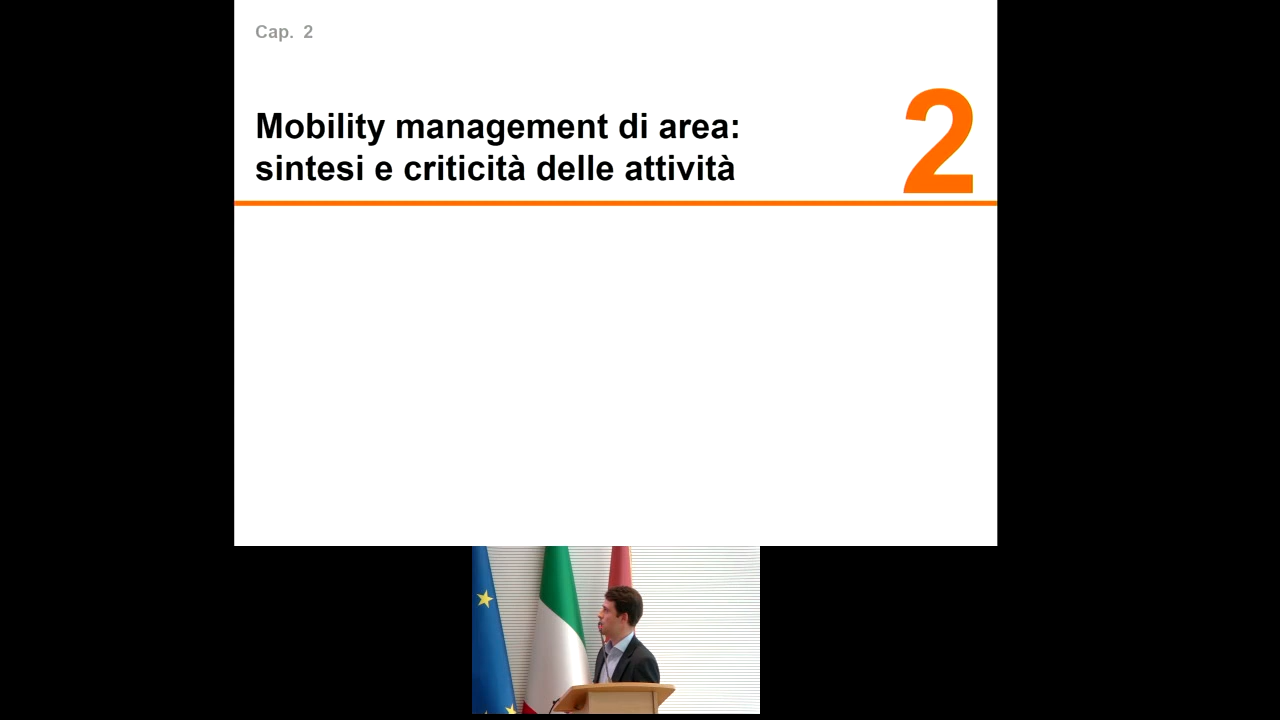 Cap. 2
Mobility management di area:
sintesi e criticità delle attività
2